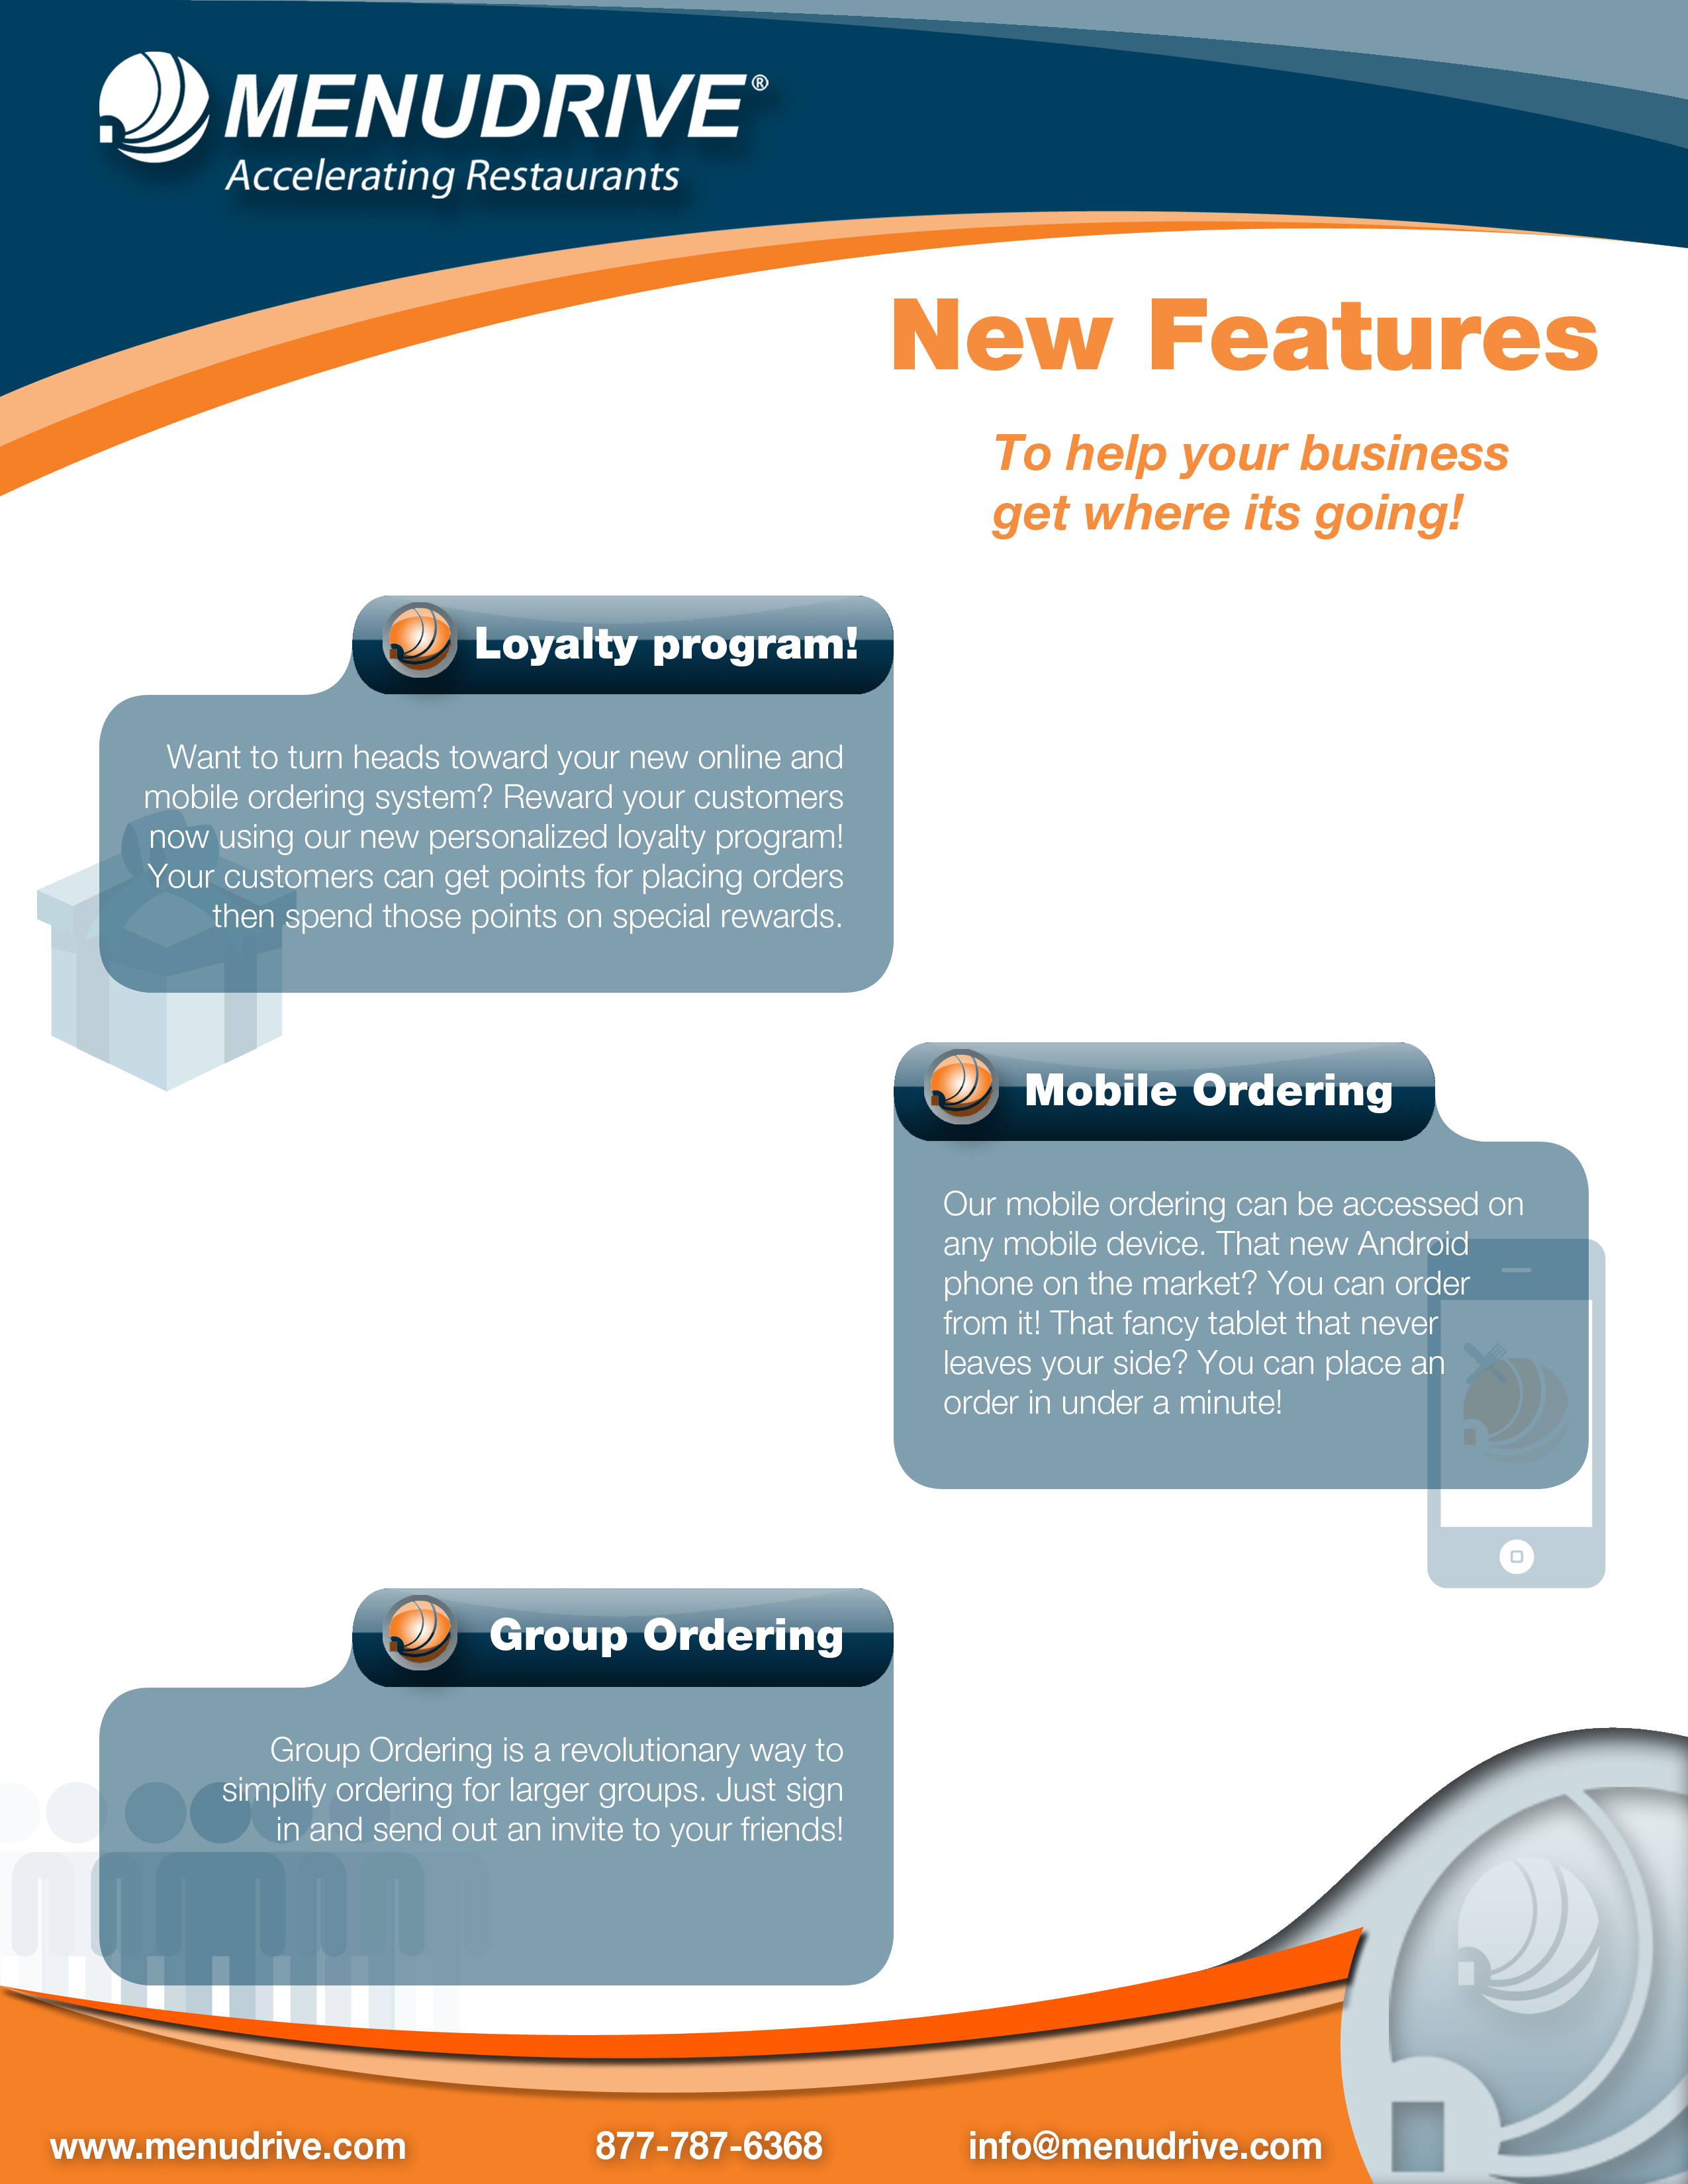 MENUDRIVE®
Accelerating Restaurants
New Features
To help your business
get where its going!
Loyalty program!
Want to turn heads toward your new online and
mobile ordering system? Reward your customers
now using our new personalized loyalty program!
Your customers can get points for placing orders
then spend those points on special rewards.
Mobile Ordering
Our mobile ordering can be accessed on
any mobile device. That new Android
phone on the market? You can order
from it! That fancy tablet that never
leaves your side? You can place an
order in under a minute!
Group Ordering
Group Ordering is a revolutionary way to
simplify ordering for larger groups. Just sign
in and send out an invite to your friends!
www.menudrive.com
877-787-6368
info@menudrive.com